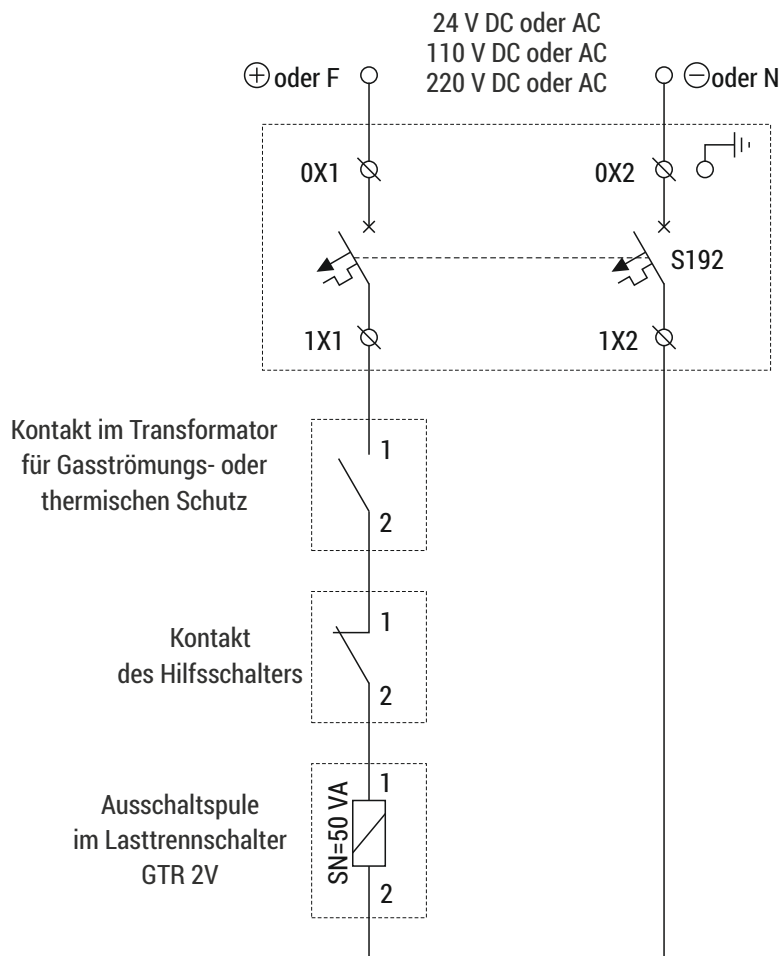 24 V DC oder AC
110 V DC oder AC
220 V DC oder AC
⊕ oder F
⊖ oder N
0X1
0X2
S192
1X1
1X2
Kontakt im Transformator
für Gasströmungs- oder
thermischen Schutz
1
2
Kontakt
des Hilfsschalters
1
2
Ausschaltspule
im Lasttrennschalter
GTR 2V
SN=50 VA
1
2